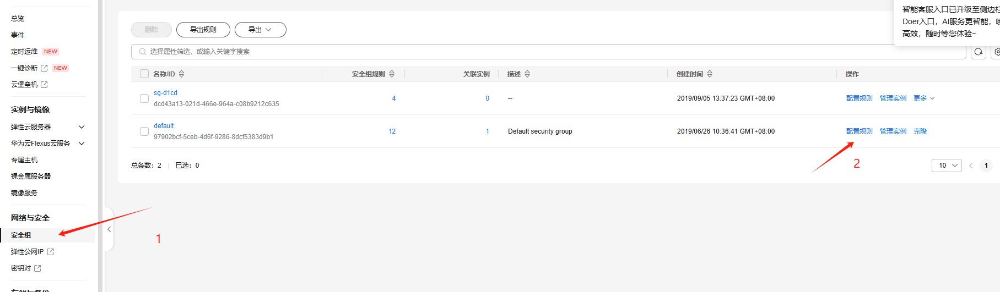 总览
事件
定时运维 NEW
一键诊断 NEW
云堡垒机
实例与镜像
弹性云服务器
华为云Flexus云服务
专属主机
裸金属服务器
镜像服务
网络与安全
安全组
弹性公网IP
密钥对
智能客服入口已升级至侧边栏
Doer入口，AI服务更智能，
高效，随时等您体验~
删除 导出规则 导出
选择属性筛选，或输入关键字搜索
名称/ID 安全组规则 关联实例 描述 创建时间 操作
sg-d1cd
dcd43a13-021d-466e-964a-c08b9212c635
4 0 -- 2019/09/05 13:37:23 GMT+08:00 配置规则 管理实例 更多
default
97902bcf-5ceb-4d6f-9286-8dcf5383d9b1
12 1 Default security group 2019/06/26 10:36:41 GMT+08:00 配置规则 管理实例 克隆
总条数：2 已选：0
10 1
1
2